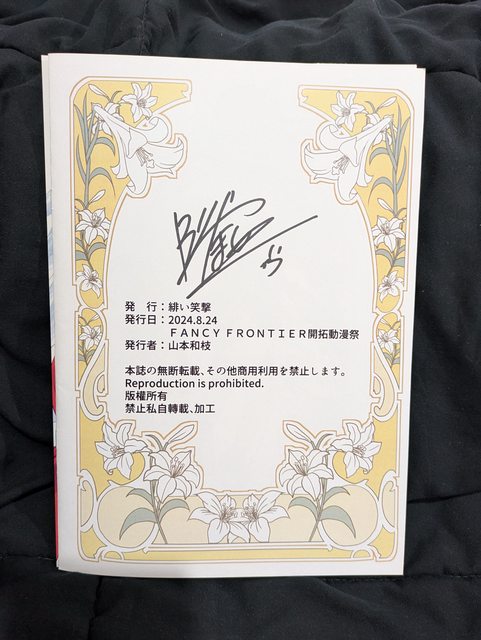 発　行：緋い笑撃
発行日：2024.8.24
ＦＡＮＣＹ ＦＲＯＮＴＩＥＲ開拓動漫祭
発行者：山本和枝
本誌の無断転載、その他商用利用を禁止します。
Reproduction is prohibited.
版權所有
禁止私自轉載、加工